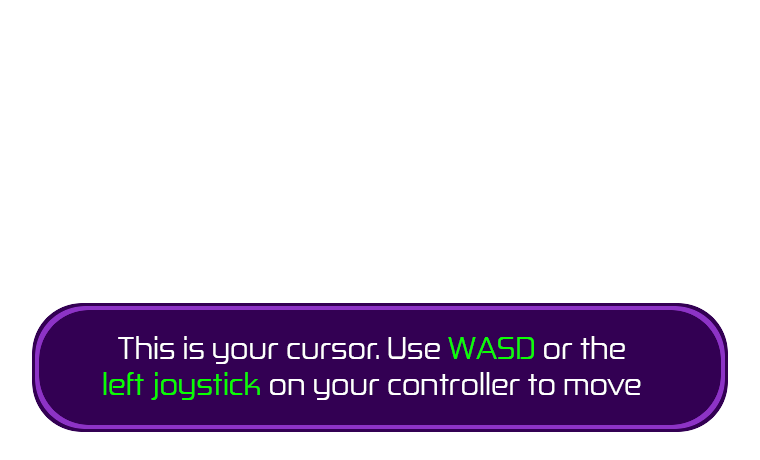 This is your cursor. Use WASD or the
left joystick on your controller to move